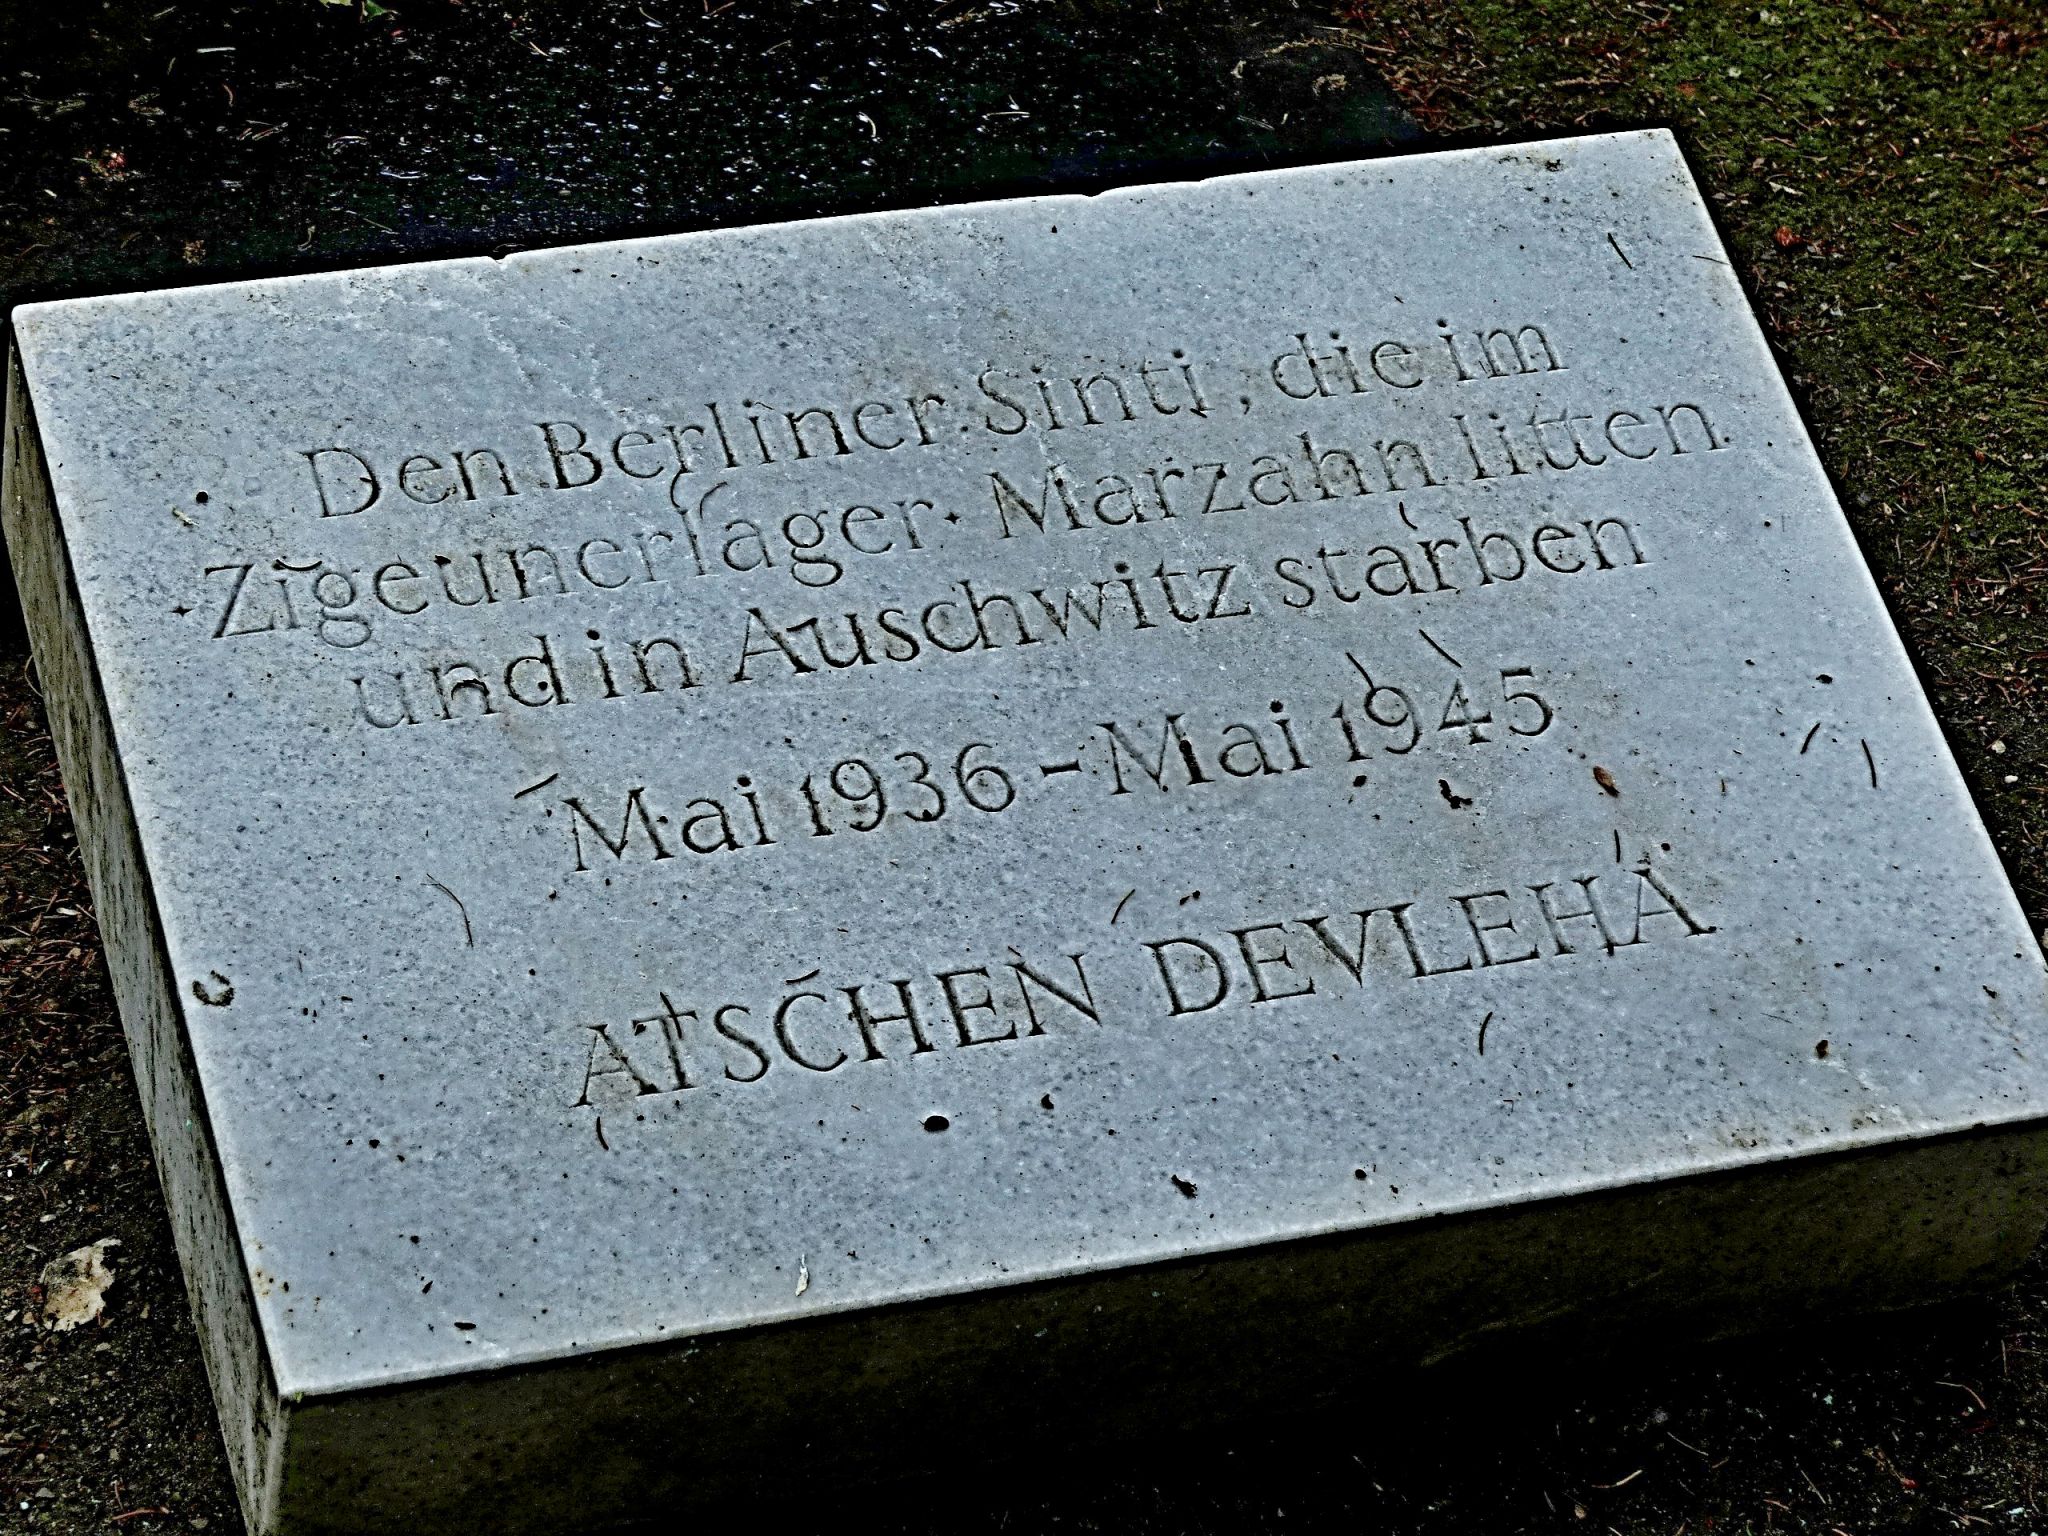 Den Berliner Sinti, die im
·Zigeunerlager· Marzahn litten
und in Auschwitz starben
Mai 1936 - Mai 1945
ATSCHEN DEVLEHA